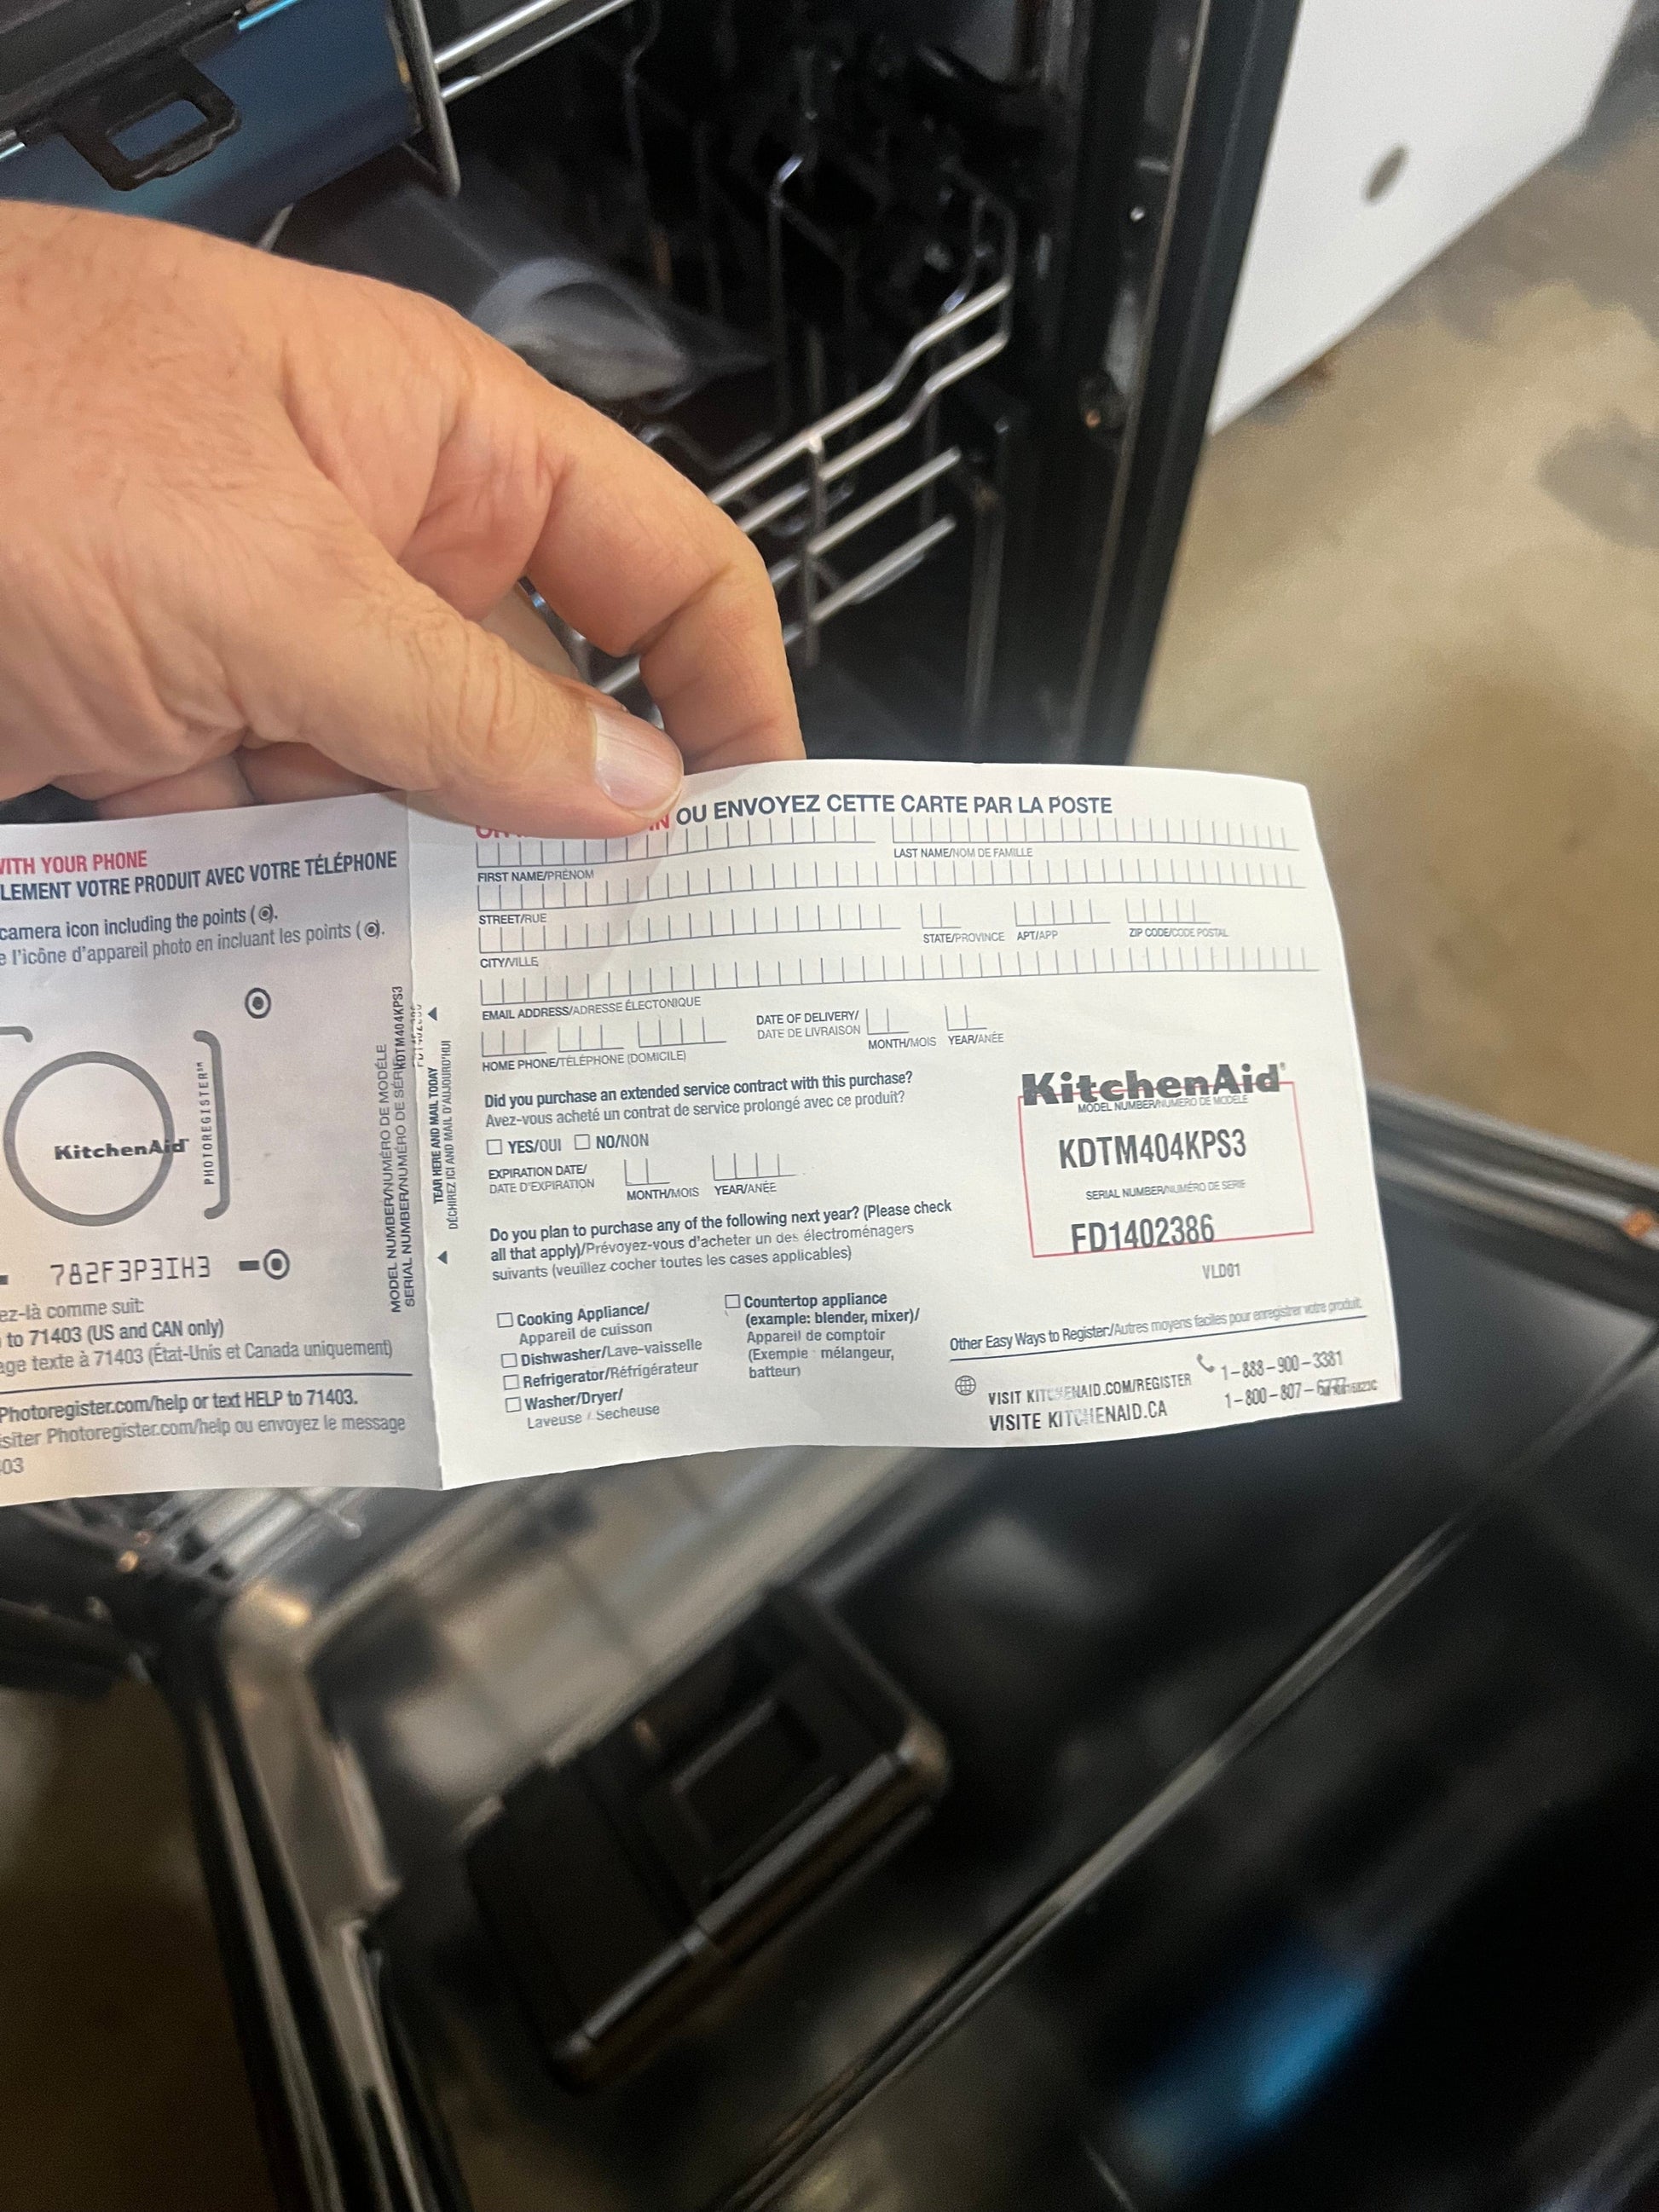 WITH YOUR PHONE
LEMENT VOTRE PRODUIT AVEC VOTRE TÉLÉPHONE
camera icon including the points ( ).
l'icône d'appareil photo en incluant les points ( ).
KitchenAid
PHOTOREGISTER™
782F3P3IH3
ez-là comme suit:
to 71403 (US and CAN only)
age texte à 71403 (État-Unis et Canada uniquement)
Photoregister.com/help or text HELP to 71403.
isiter Photoregister.com/help ou envoyez le message
03
MODEL NUMBER/NUMÉRO DE MODÈLE
SERIAL NUMBER/NUMÉRO DE SÉRIE
KDTM404KPS3
TEAR HERE AND MAIL TODAY
DÉCHIREZ ICI AND MAIL D'AUJOURD'HUI
OU ENVOYEZ CETTE CARTE PAR LA POSTE
FIRST NAME/PRÉNOM
LAST NAME/NOM DE FAMILLE
STREET/RUE
STATE/PROVINCE APT/APP ZIP CODE/CODE POSTAL
CITY/VILLE
EMAIL ADDRESS/ADRESSE ÉLECTONIQUE
DATE OF DELIVERY/
DATE DE LIVRAISON
MONTH/MOIS YEAR/ANÉE
HOME PHONE/TÉLÉPHONE (DOMICILE)
Did you purchase an extended service contract with this purchase?
Avez-vous acheté un contrat de service prolongé avec ce produit?
YES/OUI NO/NON
EXPIRATION DATE/
DATE D'EXPIRATION
MONTH/MOIS YEAR/ANÉE
Do you plan to purchase any of the following next year? (Please check
all that apply)/Prévoyez-vous d'acheter un des électroménagers
suivants (veuillez cocher toutes les cases applicables)
Cooking Appliance/
Appareil de cuisson
Dishwasher/Lave-vaisselle
Refrigerator/Réfrigérateur
Washer/Dryer/
Laveuse / Secheuse
Countertop appliance
(example: blender, mixer)/
Appareil de comptoir
(Exemple : mélangeur,
batteur)
KitchenAid
MODEL NUMBER/NUMÉRO DE MODÈLE
KDTM404KPS3
SERIAL NUMBER/NUMÉRO DE SERIE
FD1402386
VLD01
Other Easy Ways to Register:/Autres moyens faciles pour enregistrer votre produit:
VISIT KITCHENAID.COM/REGISTER 1-888-900-3381
VISITE KITCHENAID.CA 1-800-807-6777